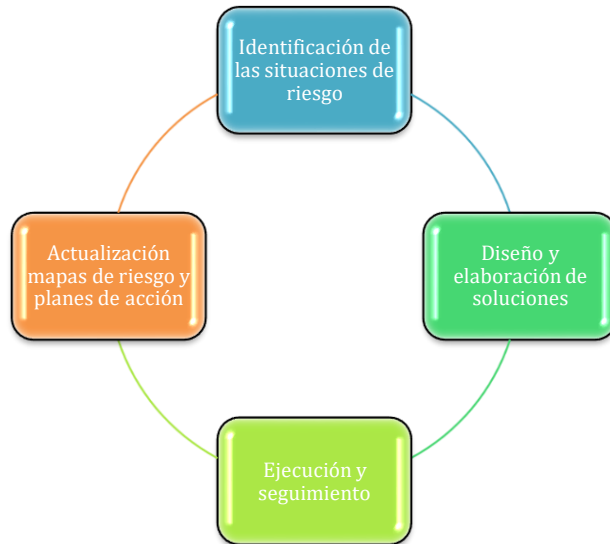 Identificación de
las situaciones de
riesgo
Diseño y
elaboración de
soluciones
Ejecución y
seguimiento
Actualización
mapas de riesgo y
planes de acción